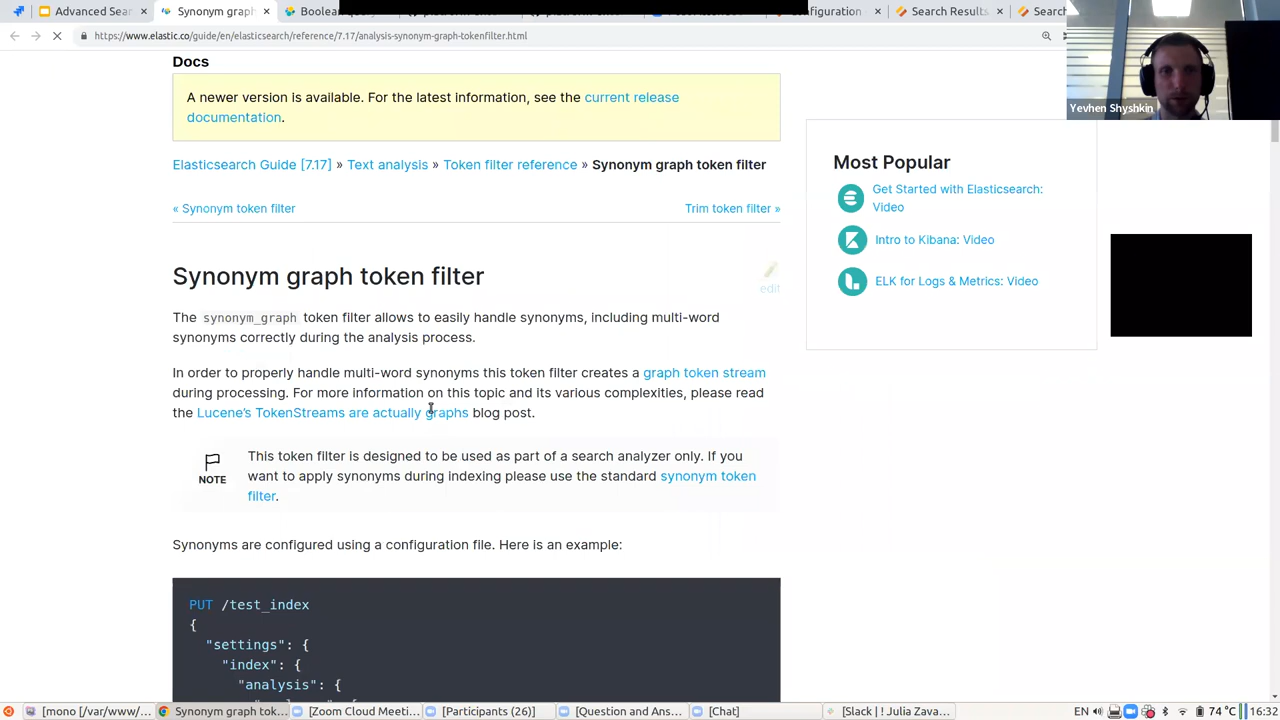 Advanced Sear
Synonym graph
Boolean
Configuration
Search Results
Search
https://www.elastic.co/guide/en/elasticsearch/reference/7.17/analysis-synonym-graph-tokenfilter.html
Yevhen Shyshkin
Docs
A newer version is available. For the latest information, see the current release
documentation.
Elasticsearch Guide [7.17] » Text analysis » Token filter reference » Synonym graph token filter
« Synonym token filter
Trim token filter »
Most Popular
Get Started with Elasticsearch:
Video
Intro to Kibana: Video
ELK for Logs & Metrics: Video
Synonym graph token filter
edit
The synonym_graph token filter allows to easily handle synonyms, including multi-word
synonyms correctly during the analysis process.
In order to properly handle multi-word synonyms this token filter creates a graph token stream
during processing. For more information on this topic and its various complexities, please read
the Lucene's TokenStreams are actually graphs blog post.
NOTE
This token filter is designed to be used as part of a search analyzer only. If you
want to apply synonyms during indexing please use the standard synonym token
filter.
Synonyms are configured using a configuration file. Here is an example:
PUT /test_index
{
"settings": {
"index": {
"analysis": {
[mono [/var/www/...
Synonym graph tok...
[Zoom Cloud Meeti...
[Participants (26)]
[Question and Ans...
[Chat]
[Slack | ! Julia Zava...
EN
74 °C
16:32